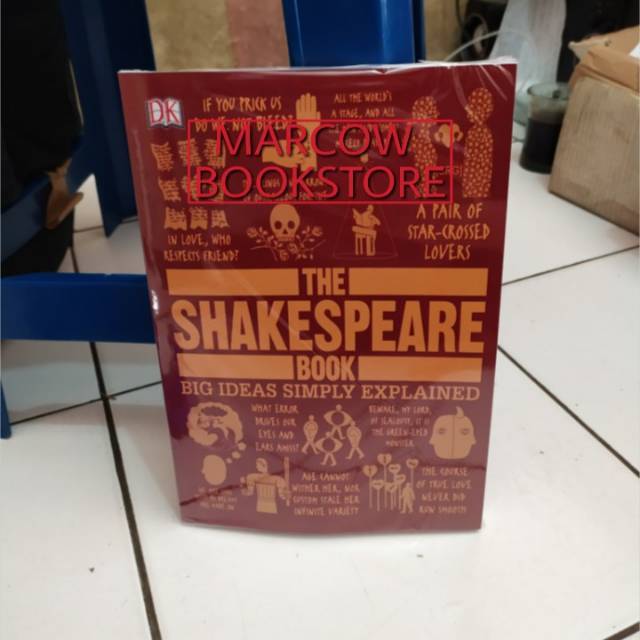 DK
IF YOU PRICK US
DO WE NOT BLEED?
ALL THE WORLD'S
A STAGE, AND ALL
MARCOW
BOOKSTORE
IN LOVE, WHO
RESPECTS FRIEND?
A PAIR OF
STAR-CROSSED
LOVERS
THE
SHAKESPEARE
BOOK
BIG IDEAS SIMPLY EXPLAINED
WHAT ERROR
DRIVES OUR
EYES AND
EARS AMISS?
BEWARE, MY LORD,
OF JEALOUSY, IT IS
THE GREEN-EYED
MONSTER
AGE CANNOT
WITHER HER, NOR
CUSTOM STALE HER
INFINITE VARIETY
THE COURSE
OF TRUE LOVE
NEVER DID
RUN SMOOTH